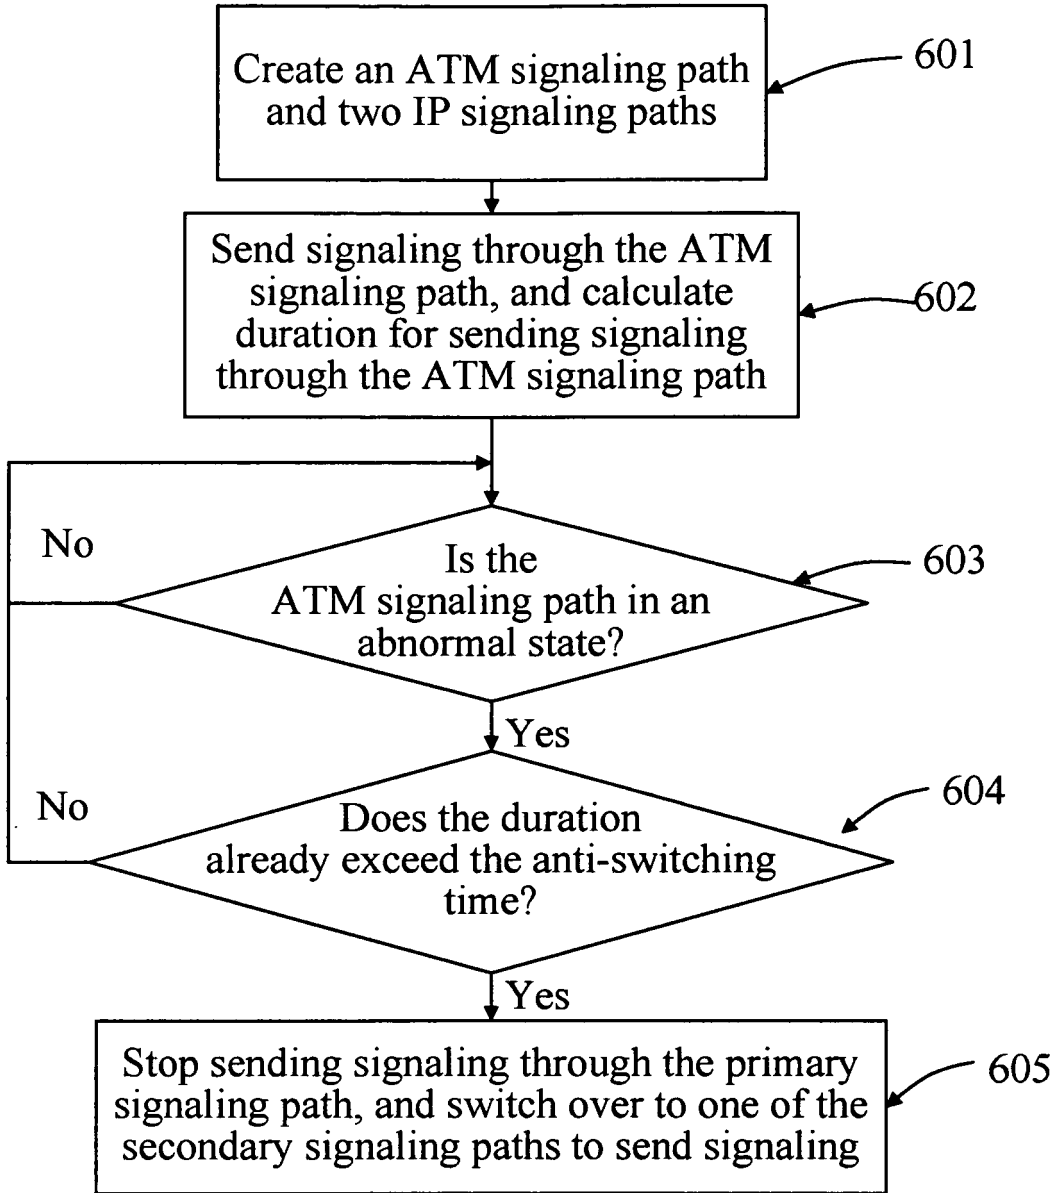 Create an ATM signaling path
and two IP signaling paths
601
Send signaling through the ATM
signaling path, and calculate
duration for sending signaling
through the ATM signaling path
602
No
Is the
ATM signaling path in an
abnormal state?
603
Yes
No
Does the duration
already exceed the anti-switching
time?
604
Yes
Stop sending signaling through the primary
signaling path, and switch over to one of the
secondary signaling paths to send signaling
605